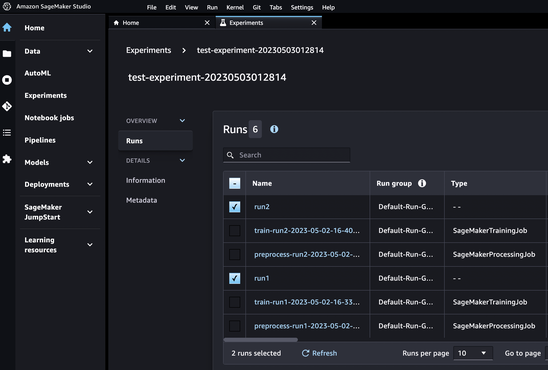 Amazon SageMaker Studio File Edit View Run Kernel Git Tabs Settings Help
Home
Home Experiments
Data
AutoML
Experiments
Notebook jobs
Pipelines
Models
Deployments
SageMaker
JumpStart
Learning
resources
Experiments > test-experiment-20230503012814
test-experiment-20230503012814
OVERVIEW
Runs
DETAILS
Information
Metadata
Runs 6
Search
Name Run group Type
run2 Default-Run-G... --
train-run2-2023-05-02-16-40... Default-Run-G... SageMakerTrainingJob
preprocess-run2-2023-05-02-... Default-Run-G... SageMakerProcessingJob
run1 Default-Run-G... --
train-run1-2023-05-02-16-33... Default-Run-G... SageMakerTrainingJob
preprocess-run1-2023-05-02-... Default-Run-G... SageMakerProcessingJob
2 runs selected Refresh Runs per page 10 Go to page